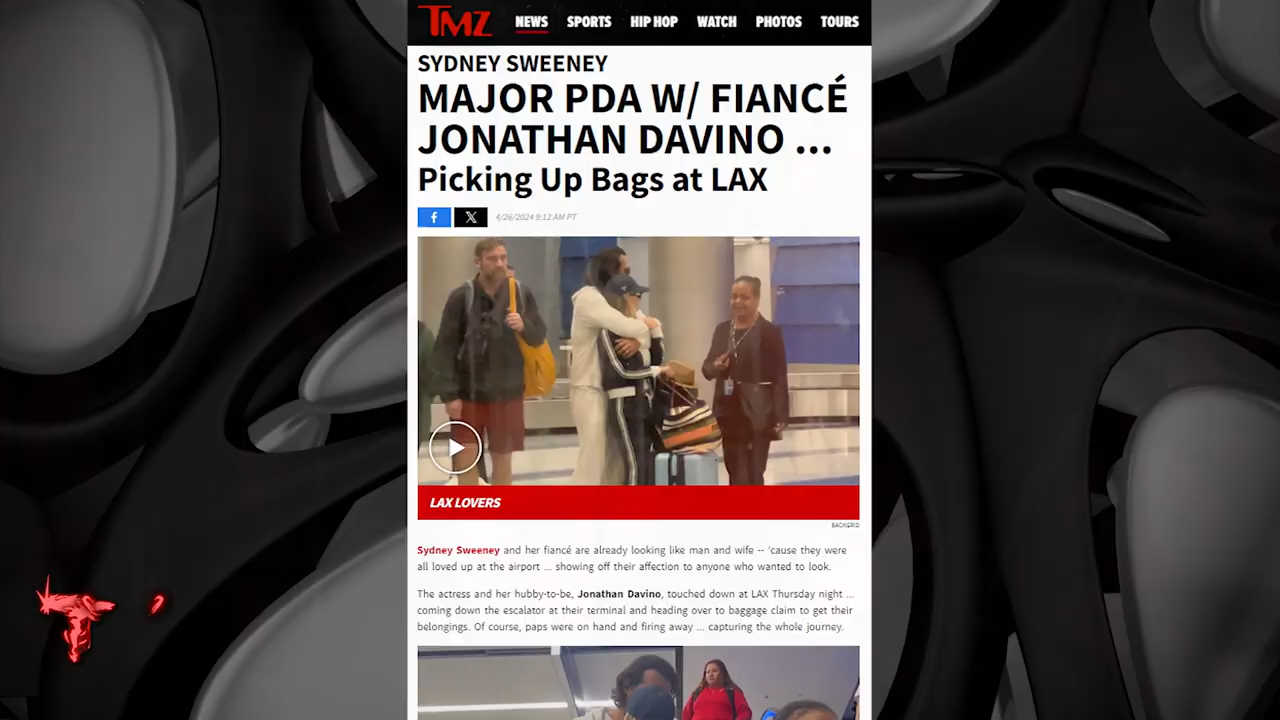 TMZ NEWS SPORTS HIP HOP WATCH PHOTOS TOURS
SYDNEY SWEENEY
MAJOR PDA W/ FIANCÉ
JONATHAN DAVINO ...
Picking Up Bags at LAX
4/26/2024 9:12 AM PT
LAX LOVERS
BACKGRID
Sydney Sweeney and her fiancé are already looking like man and wife -- 'cause they were
all loved up at the airport ... showing off their affection to anyone who wanted to look.
The actress and her hubby-to-be, Jonathan Davino, touched down at LAX Thursday night ...
coming down the escalator at their terminal and heading over to baggage claim to get their
belongings. Of course, paps were on hand and firing away ... capturing the whole journey.